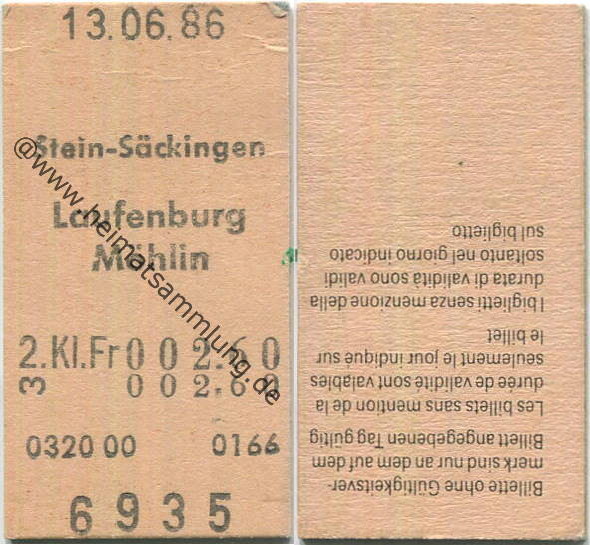 13.06.86
Stein-Säckingen
Laufenburg
Möhlin
2.Kl.Fr 002.60
3 002.60
032000 0166
6935
@www.heimatsammlung.de
Billette ohne Gültigkeitsver-
merk sind nur an dem auf dem
Billett angegebenen Tag gültig
Les billets sans mention de la
durée de validité sont valables
seulement le jour indiqué sur
le billet
I biglietti senza menzione della
durata di validità sono validi
soltanto nel giorno indicato
sul biglietto